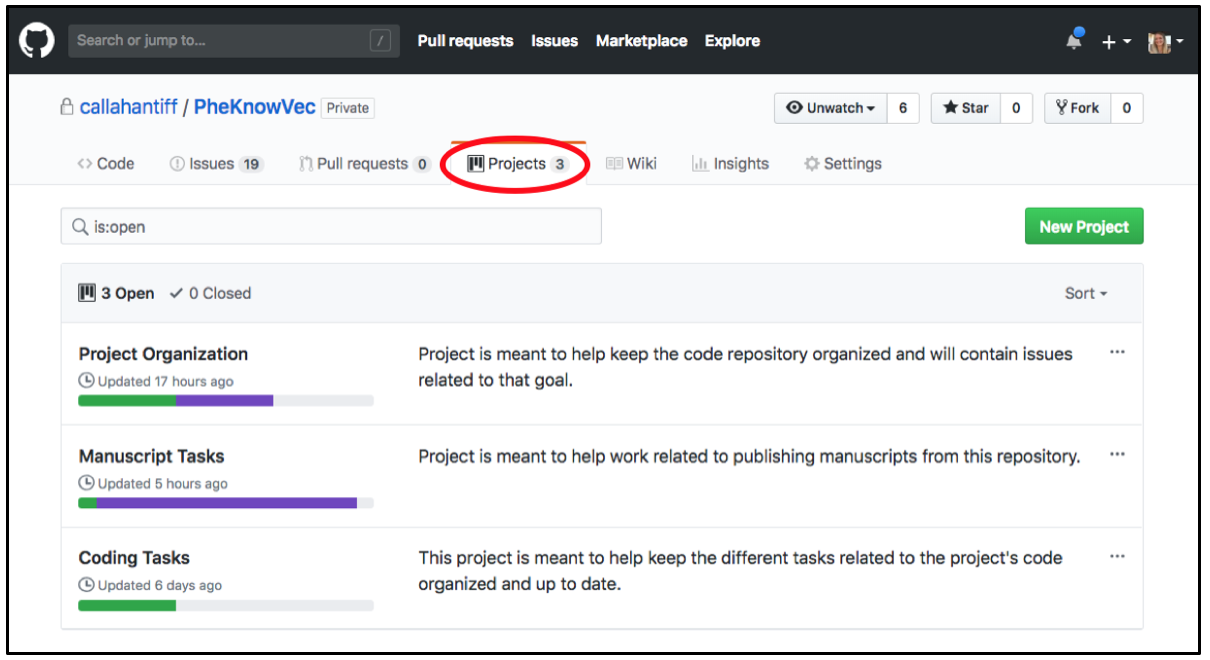 Search or jump to... /
Pull requests Issues Marketplace Explore
callahantiff / PheKnowVec Private
Unwatch 6 Star 0 Fork 0
Code Issues 19 Pull requests 0 Projects 3 Wiki Insights Settings
is:open
New Project
3 Open 0 Closed
Sort
Project Organization
Updated 17 hours ago
Project is meant to help keep the code repository organized and will contain issues
related to that goal.
Manuscript Tasks
Updated 5 hours ago
Project is meant to help work related to publishing manuscripts from this repository.
Coding Tasks
Updated 6 days ago
This project is meant to help keep the different tasks related to the project's code
organized and up to date.